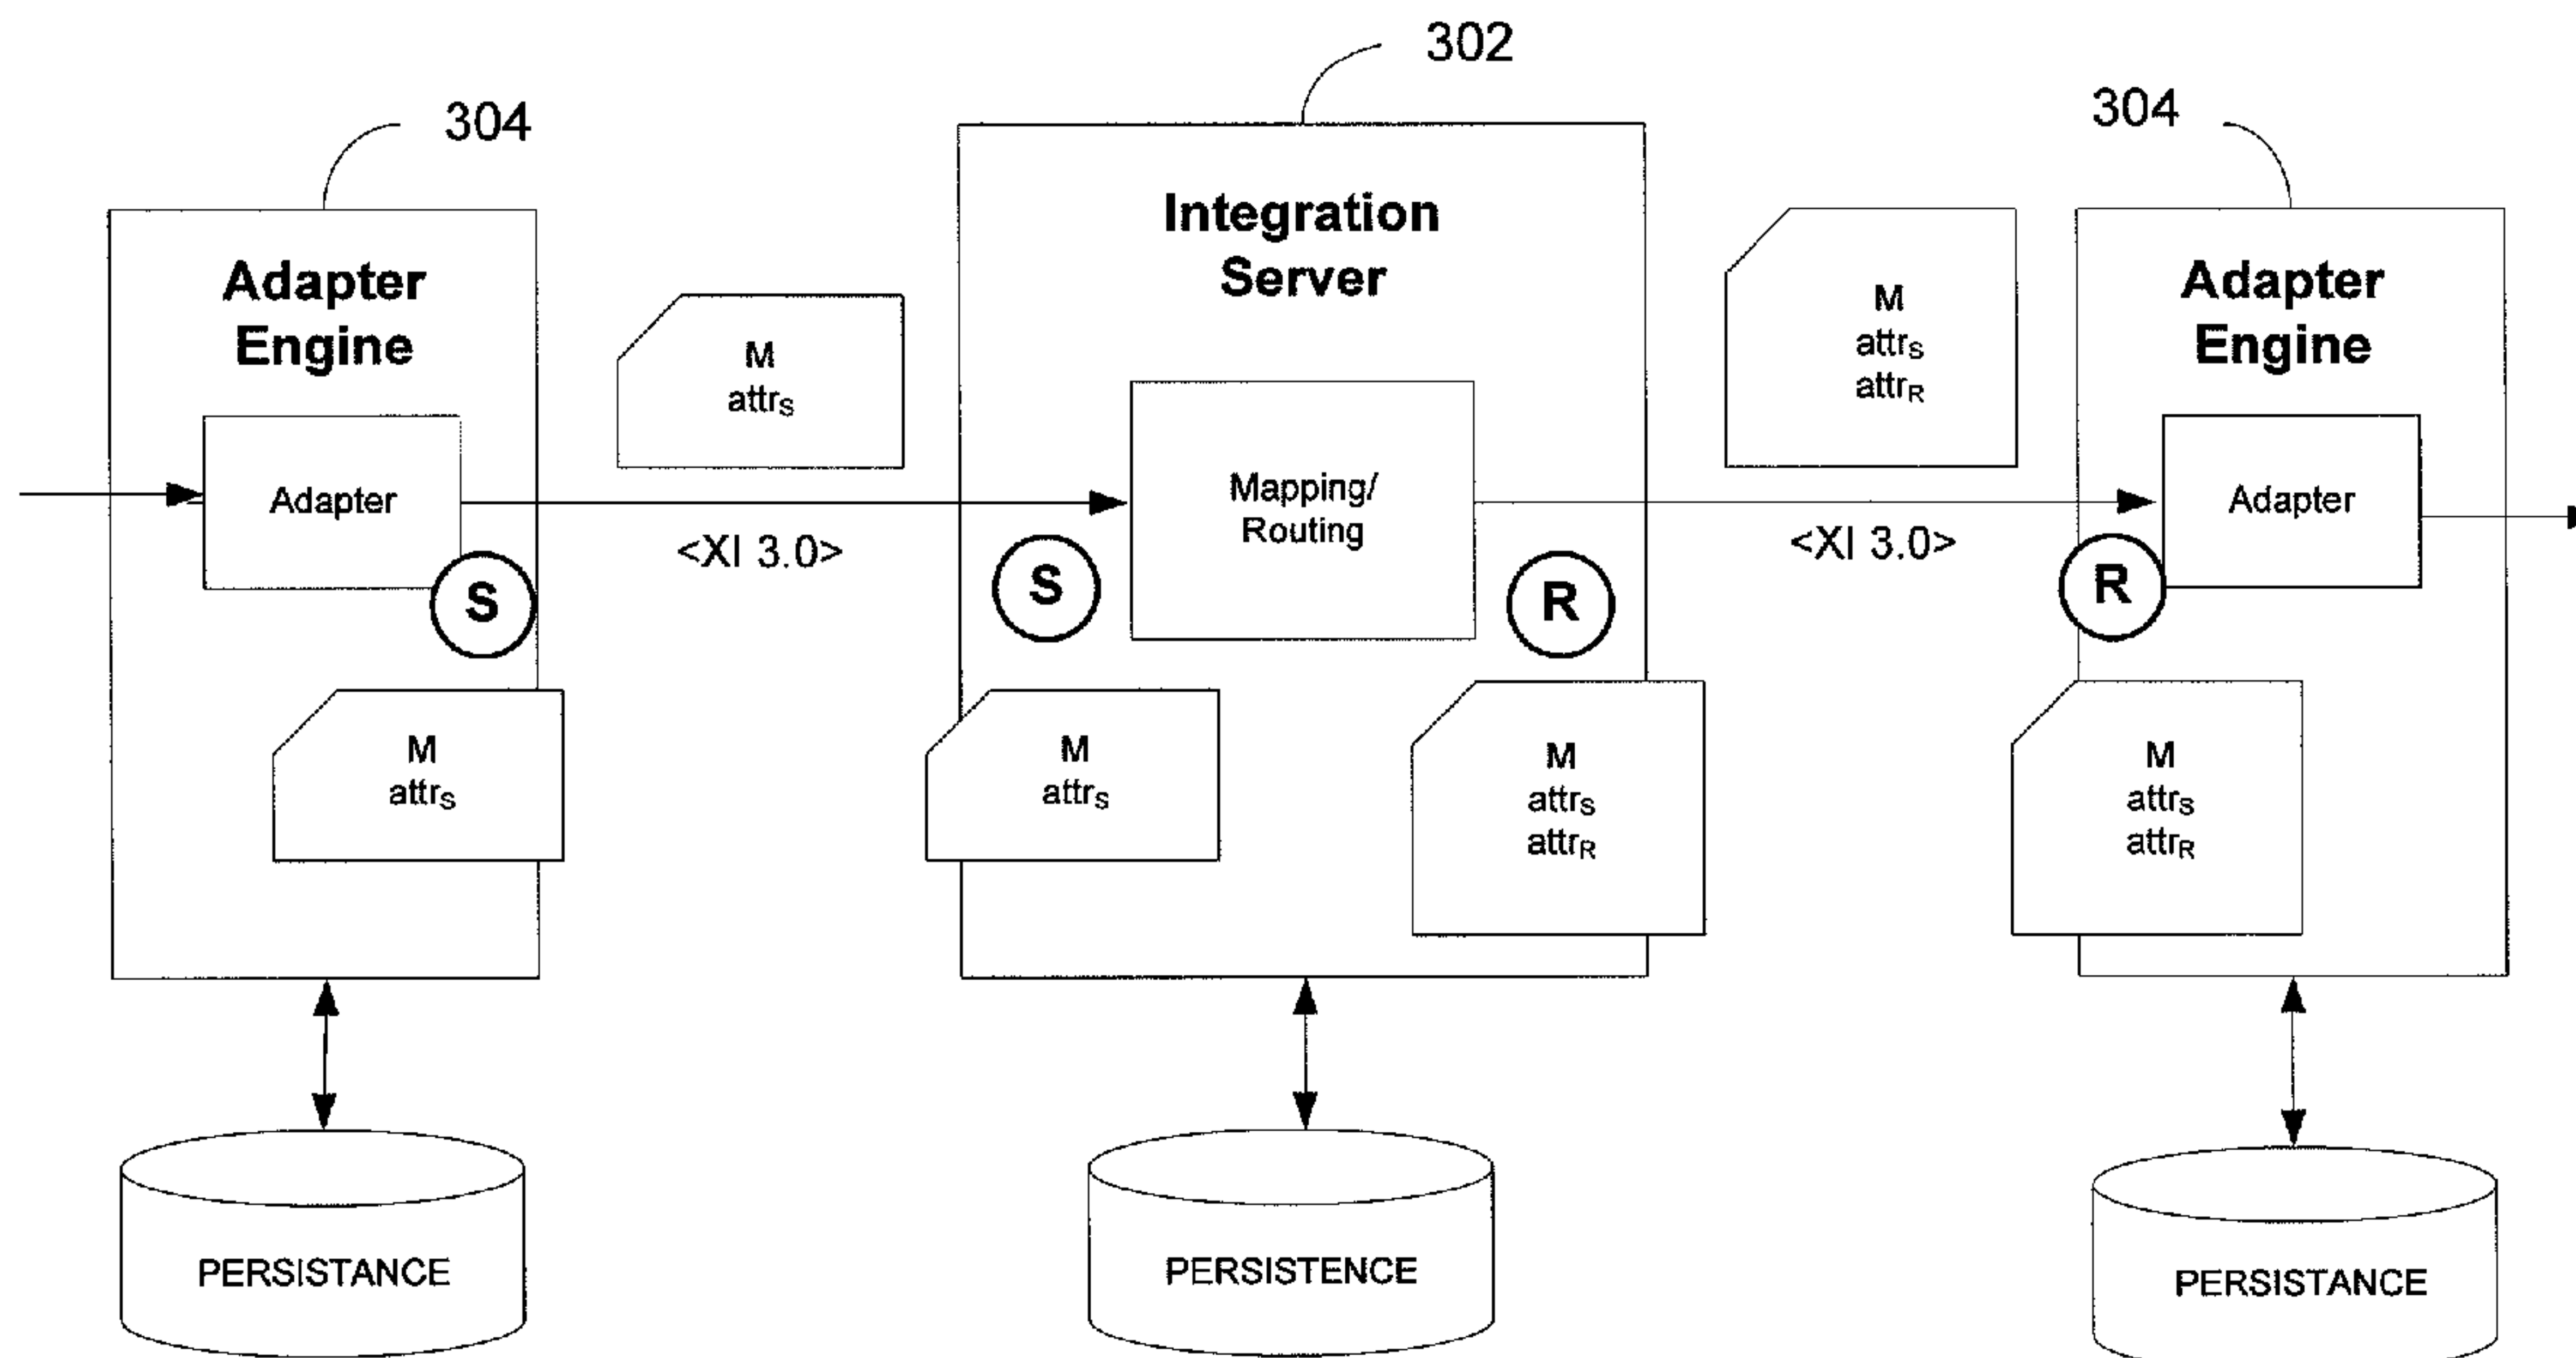 302
304
304
Integration
Server
Adapter
Engine
Adapter
Engine
M
attrS
M
attrS
attrR
Adapter
Mapping/
Routing
Adapter
<XI 3.0>
<XI 3.0>
S
S
R
R
M
attrS
M
attrS
M
attrS
attrR
M
attrS
attrR
PERSISTANCE
PERSISTENCE
PERSISTANCE